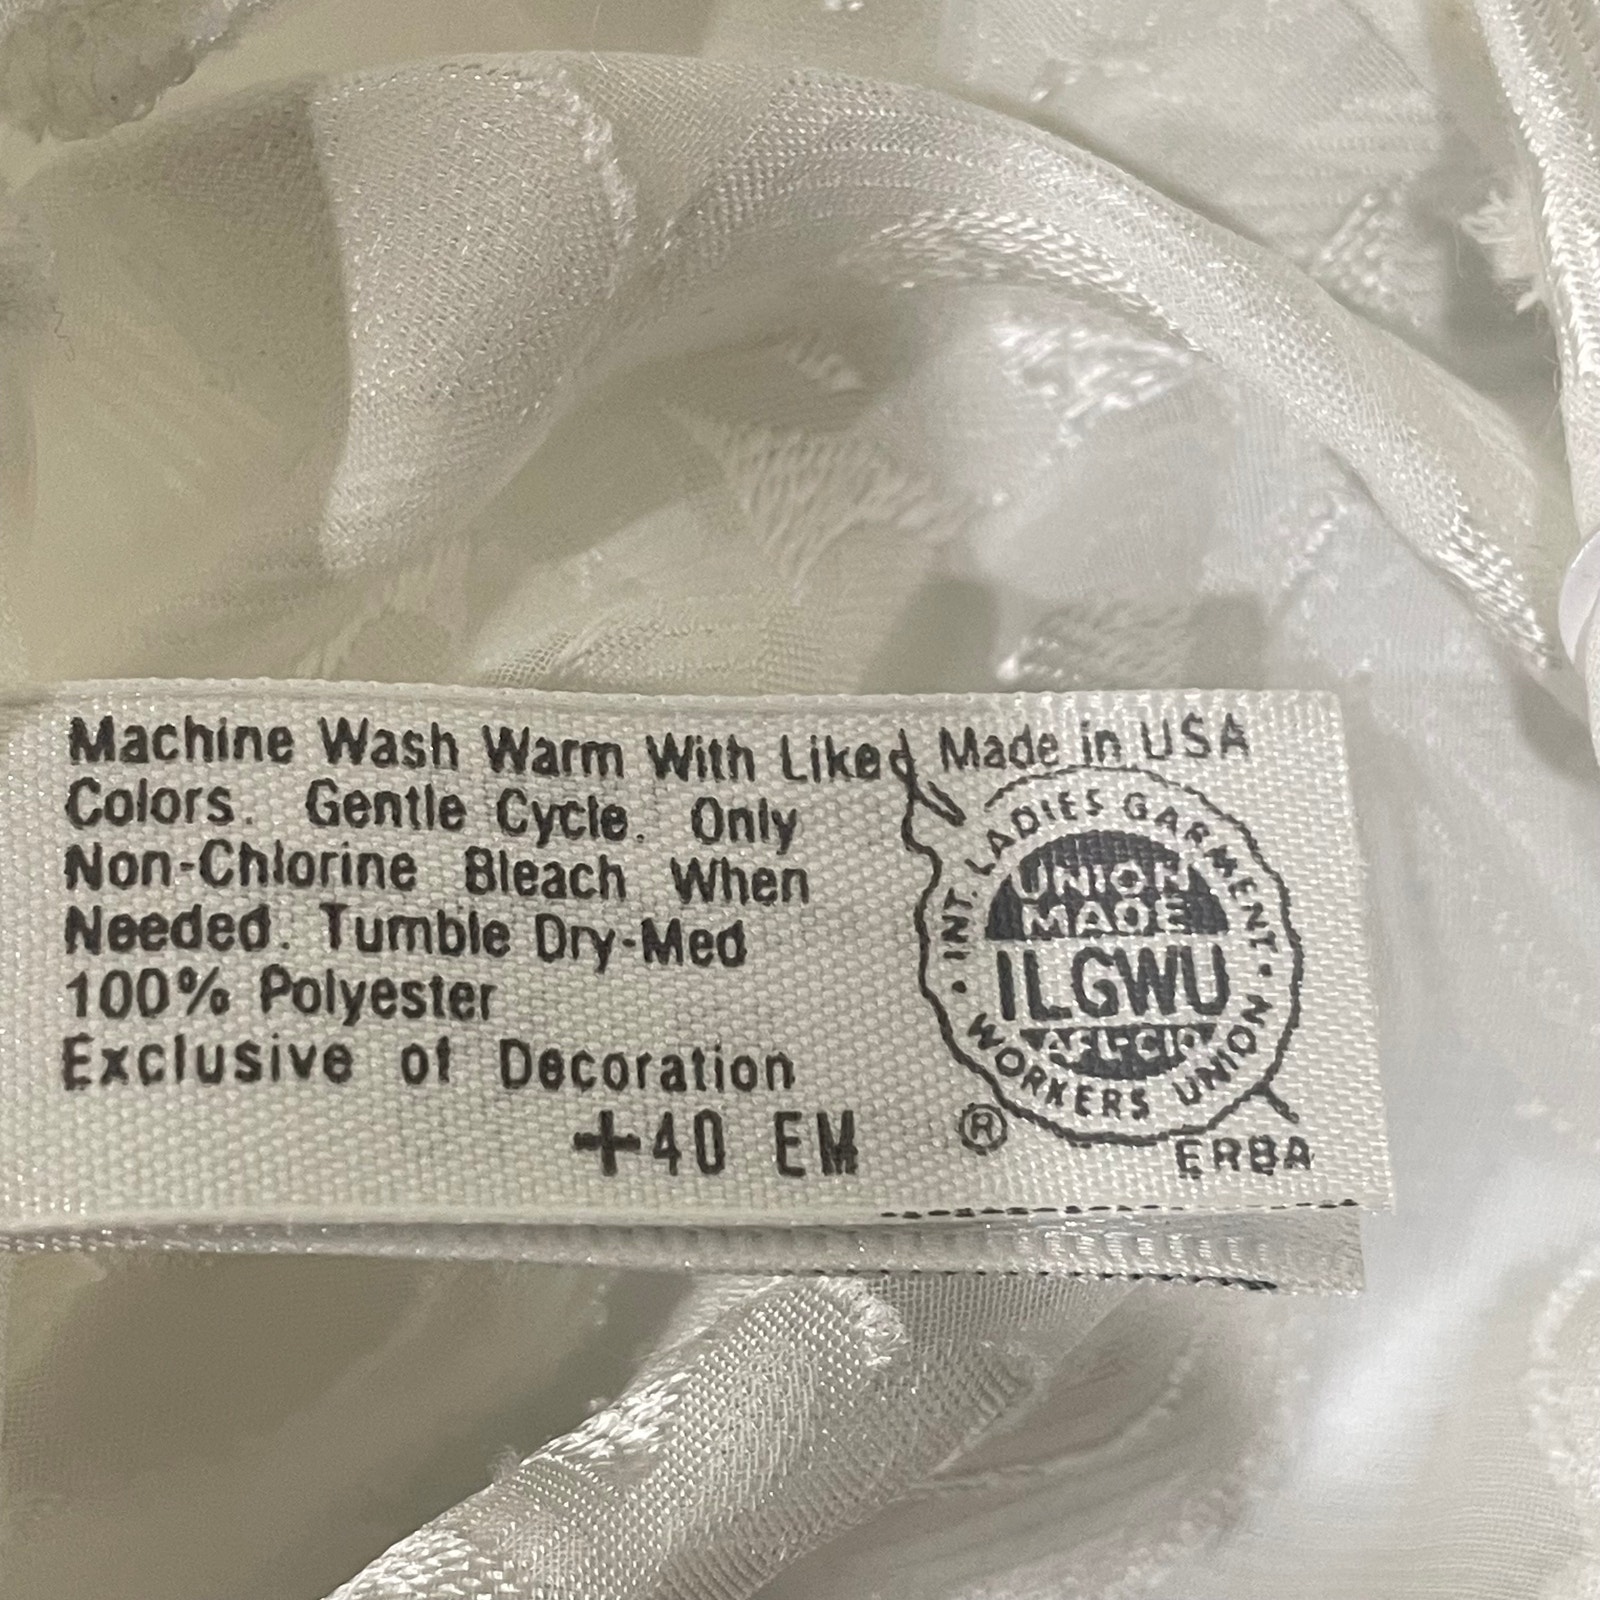 Machine Wash Warm With Like
Colors. Gentle Cycle. Only
Non-Chlorine Bleach When
Needed. Tumble Dry-Med
100% Polyester
Exclusive of Decoration
+40 EM
Made in USA
INT. LADIES GARMENT
UNION
MADE
ILGWU
AFL-CIO
WORKERS UNION
®
ERBA